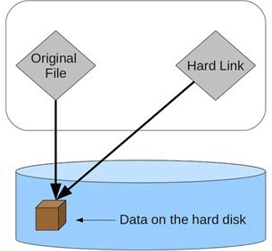 Original
File
Hard Link
Data on the hard disk